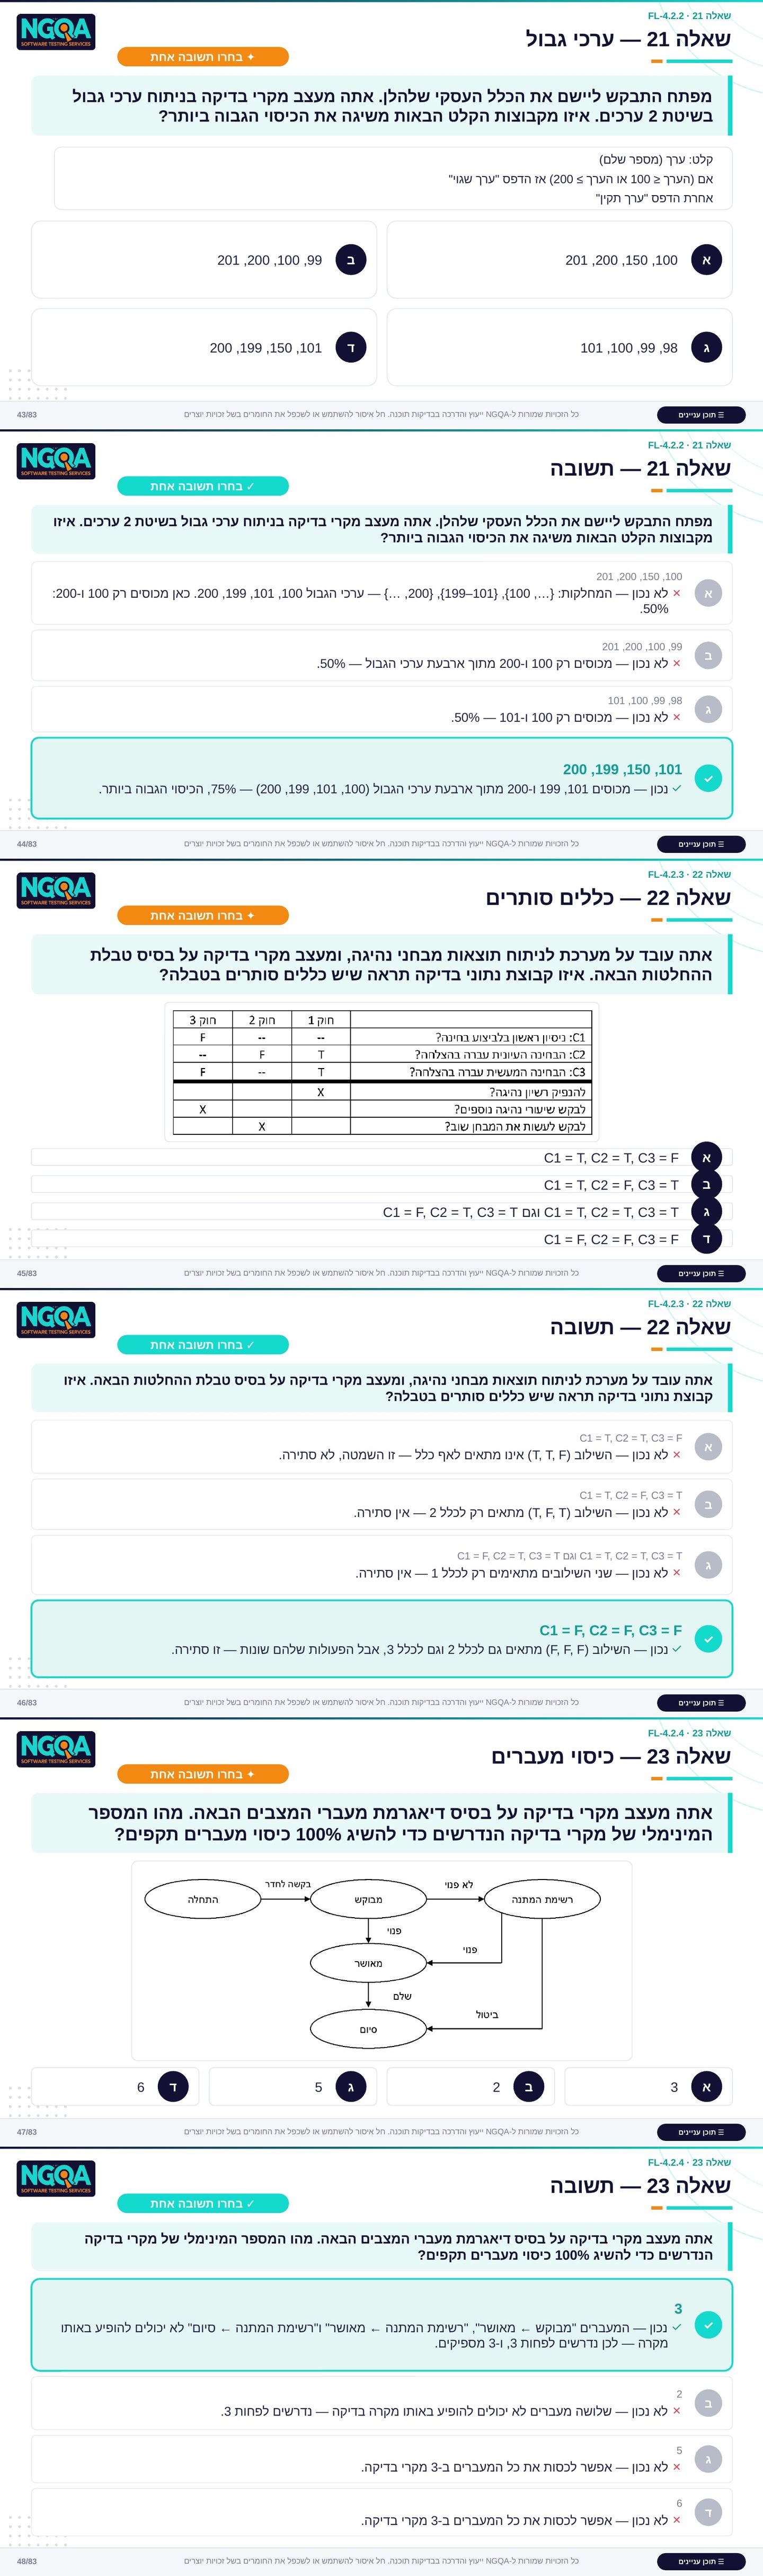 FL-4.2.2 · שאלה 21
שאלה 21 — ערכי גבול
NGQA
SOFTWARE TESTING SERVICES
✦ בחרו תשובה אחת
מפתח התבקש ליישם את הכלל העסקי שלהלן. אתה מעצב מקרי בדיקה בניתוח ערכי גבול
בשיטת 2 ערכים. איזו מקבוצות הקלט הבאות משיגה את הכיסוי הגבוה ביותר?
קלט: ערך (מספר שלם)
אם (הערך ≤ 100 או הערך ≥ 200) אז הדפס "ערך שגוי"
אחרת הדפס "ערך תקין"
א 100, 150, 200, 201
ב 99, 100, 200, 201
ג 98, 99, 100, 101
ד 101, 150, 199, 200
☰ תוכן עניינים
כל הזכויות שמורות ל-NGQA ייעוץ והדרכה בבדיקות תוכנה. חל איסור להשתמש או לשכפל את החומרים בשל זכויות יוצרים
43/83
FL-4.2.2 · שאלה 21
שאלה 21 — תשובה
NGQA
SOFTWARE TESTING SERVICES
✓ בחרו תשובה אחת
מפתח התבקש ליישם את הכלל העסקי שלהלן. אתה מעצב מקרי בדיקה בניתוח ערכי גבול בשיטת 2 ערכים. איזו
מקבוצות הקלט הבאות משיגה את הכיסוי הגבוה ביותר?
100, 150, 200, 201
א
✕ לא נכון — המחלקות: {…, 100}, {101–199}, {200, …} — ערכי הגבול 100, 101, 199, 200. כאן מכוסים רק 100 ו-200:
50%.
99, 100, 200, 201
ב
✕ לא נכון — מכוסים רק 100 ו-200 מתוך ארבעת ערכי הגבול — 50%.
98, 99, 100, 101
ג
✕ לא נכון — מכוסים רק 100 ו-101 — 50%.
101, 150, 199, 200
✓
✓ נכון — מכוסים 101, 199 ו-200 מתוך ארבעת ערכי הגבול (100, 101, 199, 200) — 75%, הכיסוי הגבוה ביותר.
☰ תוכן עניינים
כל הזכויות שמורות ל-NGQA ייעוץ והדרכה בבדיקות תוכנה. חל איסור להשתמש או לשכפל את החומרים בשל זכויות יוצרים
44/83
FL-4.2.3 · שאלה 22
שאלה 22 — כללים סותרים
NGQA
SOFTWARE TESTING SERVICES
✦ בחרו תשובה אחת
אתה עובד על מערכת לניתוח תוצאות מבחני נהיגה, ומעצב מקרי בדיקה על בסיס טבלת
ההחלטות הבאה. איזו קבוצת נתוני בדיקה תראה שיש כללים סותרים בטבלה?
חוק 1 חוק 2 חוק 3
C1: ניסיון ראשון בלביצוע בחינה? -- -- F
C2: הבחינה העיונית עברה בהצלחה? T F --
C3: הבחינה המעשית עברה בהצלחה? T -- F
להנפיק רשיון נהיגה? X
לבקש שיעורי נהיגה נוספים? X
לבקש לעשות את המבחן שוב? X
א C1 = T, C2 = T, C3 = F
ב C1 = T, C2 = F, C3 = T
ג C1 = T, C2 = T, C3 = T וגם C1 = F, C2 = T, C3 = T
ד C1 = F, C2 = F, C3 = F
☰ תוכן עניינים
כל הזכויות שמורות ל-NGQA ייעוץ והדרכה בבדיקות תוכנה. חל איסור להשתמש או לשכפל את החומרים בשל זכויות יוצרים
45/83
FL-4.2.3 · שאלה 22
שאלה 22 — תשובה
NGQA
SOFTWARE TESTING SERVICES
✓ בחרו תשובה אחת
אתה עובד על מערכת לניתוח תוצאות מבחני נהיגה, ומעצב מקרי בדיקה על בסיס טבלת ההחלטות הבאה. איזו
קבוצת נתוני בדיקה תראה שיש כללים סותרים בטבלה?
C1 = T, C2 = T, C3 = F
א
✕ לא נכון — השילוב (T, T, F) אינו מתאים לאף כלל — זו השמטה, לא סתירה.
C1 = T, C2 = F, C3 = T
ב
✕ לא נכון — השילוב (T, F, T) מתאים רק לכלל 2 — אין סתירה.
C1 = T, C2 = T, C3 = T וגם C1 = F, C2 = T, C3 = T
ג
✕ לא נכון — שני השילובים מתאימים רק לכלל 1 — אין סתירה.
C1 = F, C2 = F, C3 = F
✓
✓ נכון — השילוב (F, F, F) מתאים גם לכלל 2 וגם לכלל 3, אבל הפעולות שלהם שונות — זו סתירה.
☰ תוכן עניינים
כל הזכויות שמורות ל-NGQA ייעוץ והדרכה בבדיקות תוכנה. חל איסור להשתמש או לשכפל את החומרים בשל זכויות יוצרים
46/83
FL-4.2.4 · שאלה 23
שאלה 23 — כיסוי מעברים
NGQA
SOFTWARE TESTING SERVICES
✦ בחרו תשובה אחת
אתה מעצב מקרי בדיקה על בסיס דיאגרמת מעברי המצבים הבאה. מהו המספר
המינימלי של מקרי בדיקה הנדרשים כדי להשיג 100% כיסוי מעברים תקפים?
התחלה
בקשה לחדר
מבוקש
לא פנוי
רשימת המתנה
פנוי
פנוי
מאושר
שלם
ביטול
סיום
א 3
ב 2
ג 5
ד 6
☰ תוכן עניינים
כל הזכויות שמורות ל-NGQA ייעוץ והדרכה בבדיקות תוכנה. חל איסור להשתמש או לשכפל את החומרים בשל זכויות יוצרים
47/83
FL-4.2.4 · שאלה 23
שאלה 23 — תשובה
NGQA
SOFTWARE TESTING SERVICES
✓ בחרו תשובה אחת
אתה מעצב מקרי בדיקה על בסיס דיאגרמת מעברי המצבים הבאה. מהו המספר המינימלי של מקרי בדיקה
הנדרשים כדי להשיג 100% כיסוי מעברים תקפים?
3
✓
✓ נכון — המעברים "מבוקש ← מאושר", "רשימת המתנה ← מאושר" ו"רשימת המתנה ← סיום" לא יכולים להופיע באותו
מקרה — לכן נדרשים לפחות 3, ו-3 מספיקים.
2
ב
✕ לא נכון — שלושה מעברים לא יכולים להופיע באותו מקרה בדיקה — נדרשים לפחות 3.
5
ג
✕ לא נכון — אפשר לכסות את כל המעברים ב-3 מקרי בדיקה.
6
ד
✕ לא נכון — אפשר לכסות את כל המעברים ב-3 מקרי בדיקה.
☰ תוכן עניינים
כל הזכויות שמורות ל-NGQA ייעוץ והדרכה בבדיקות תוכנה. חל איסור להשתמש או לשכפל את החומרים בשל זכויות יוצרים
48/83